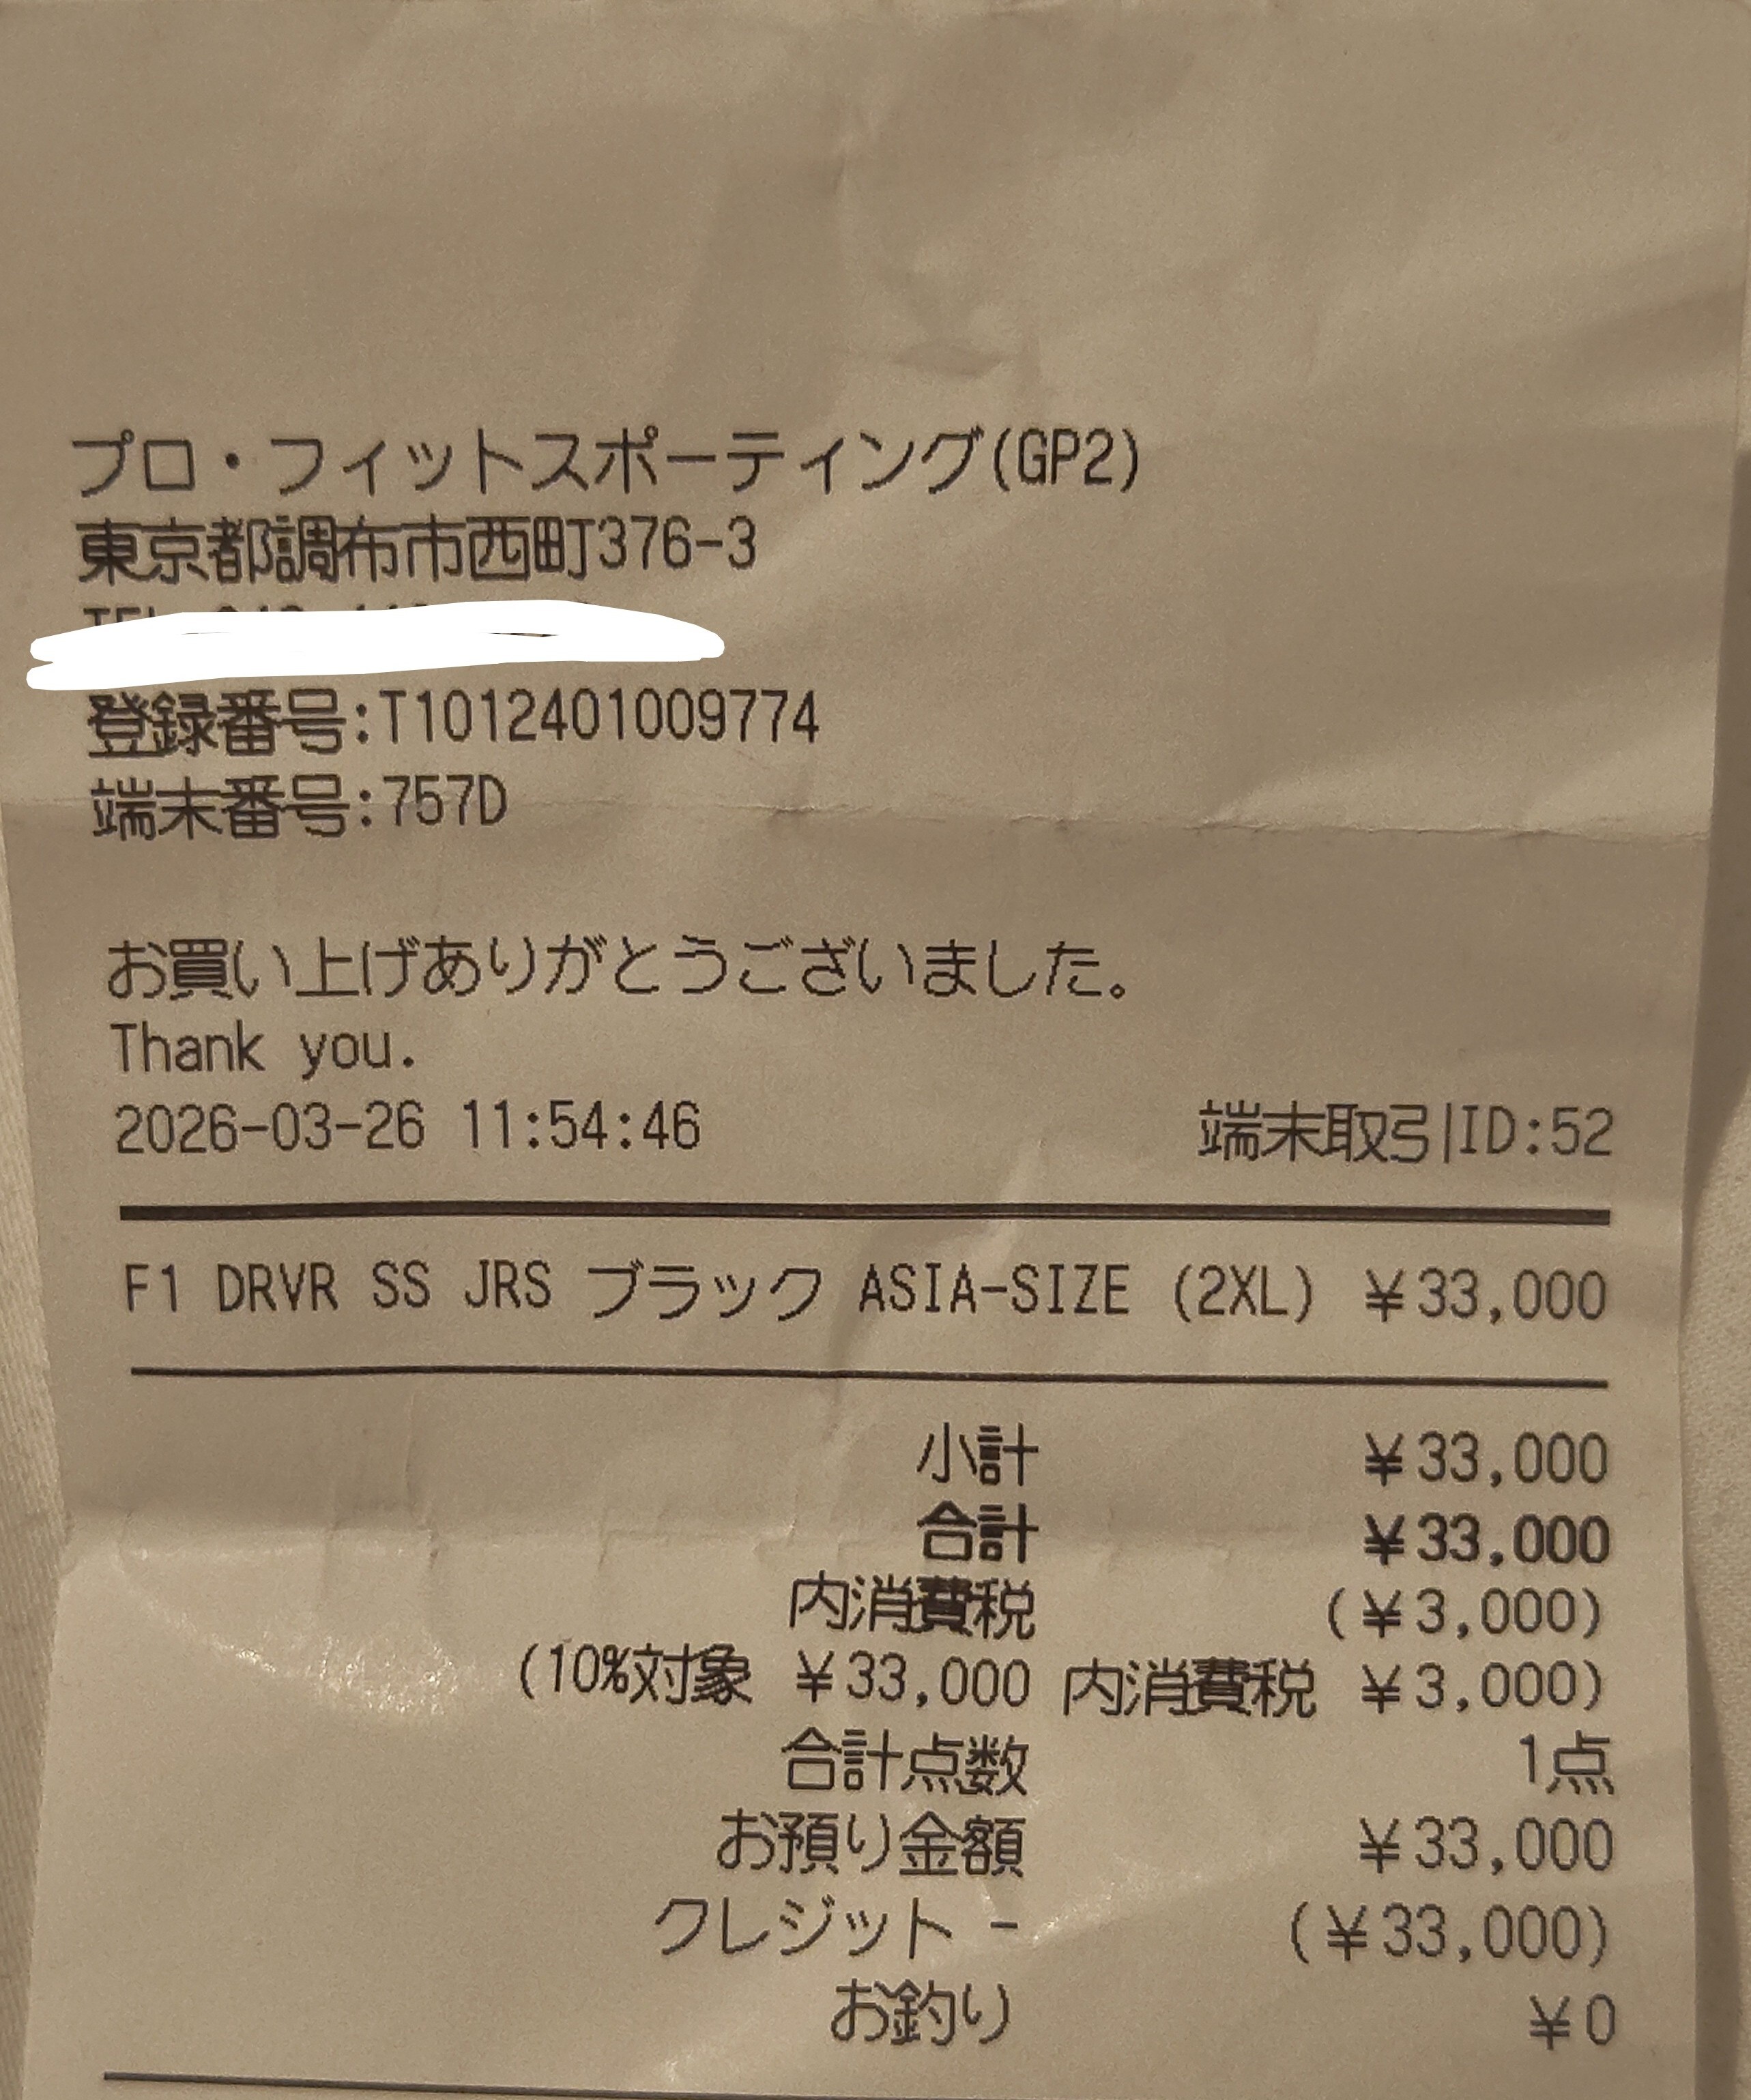 プロ・フィットスポーティング(GP2)
東京都調布市西町376-3
登録番号:T1012401009774
端末番号:757D
お買い上げありがとうございました。
Thank you.
2026-03-26 11:54:46 端末取引ID:52
F1 DRVR SS JRS ブラック ASIA-SIZE (2XL) ¥33,000
小計 ¥33,000
合計 ¥33,000
内消費税 (¥3,000)
(10%対象 ¥33,000 内消費税 ¥3,000)
合計点数 1点
お預り金額 ¥33,000
クレジット - (¥33,000)
お釣り ¥0